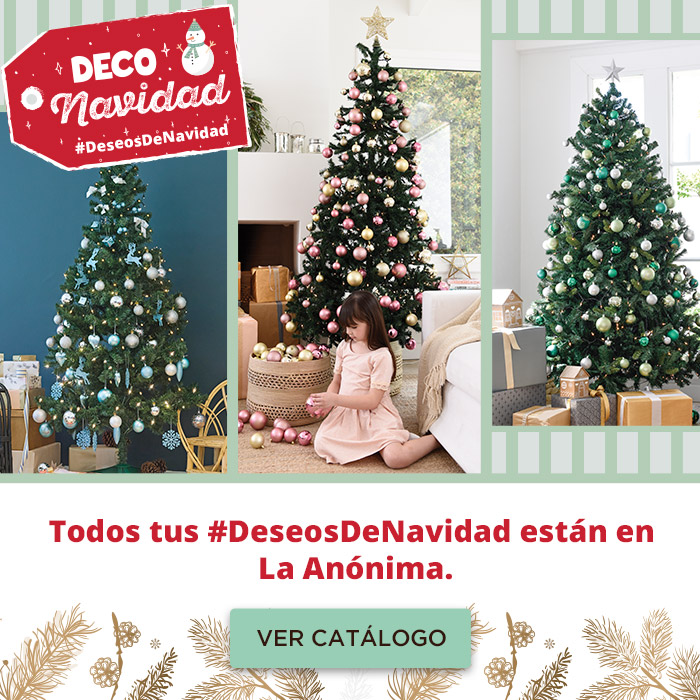 DECO
Navidad
#DeseosDeNavidad
Todos tus #DeseosDeNavidad están en
La Anónima.
VER CATÁLOGO